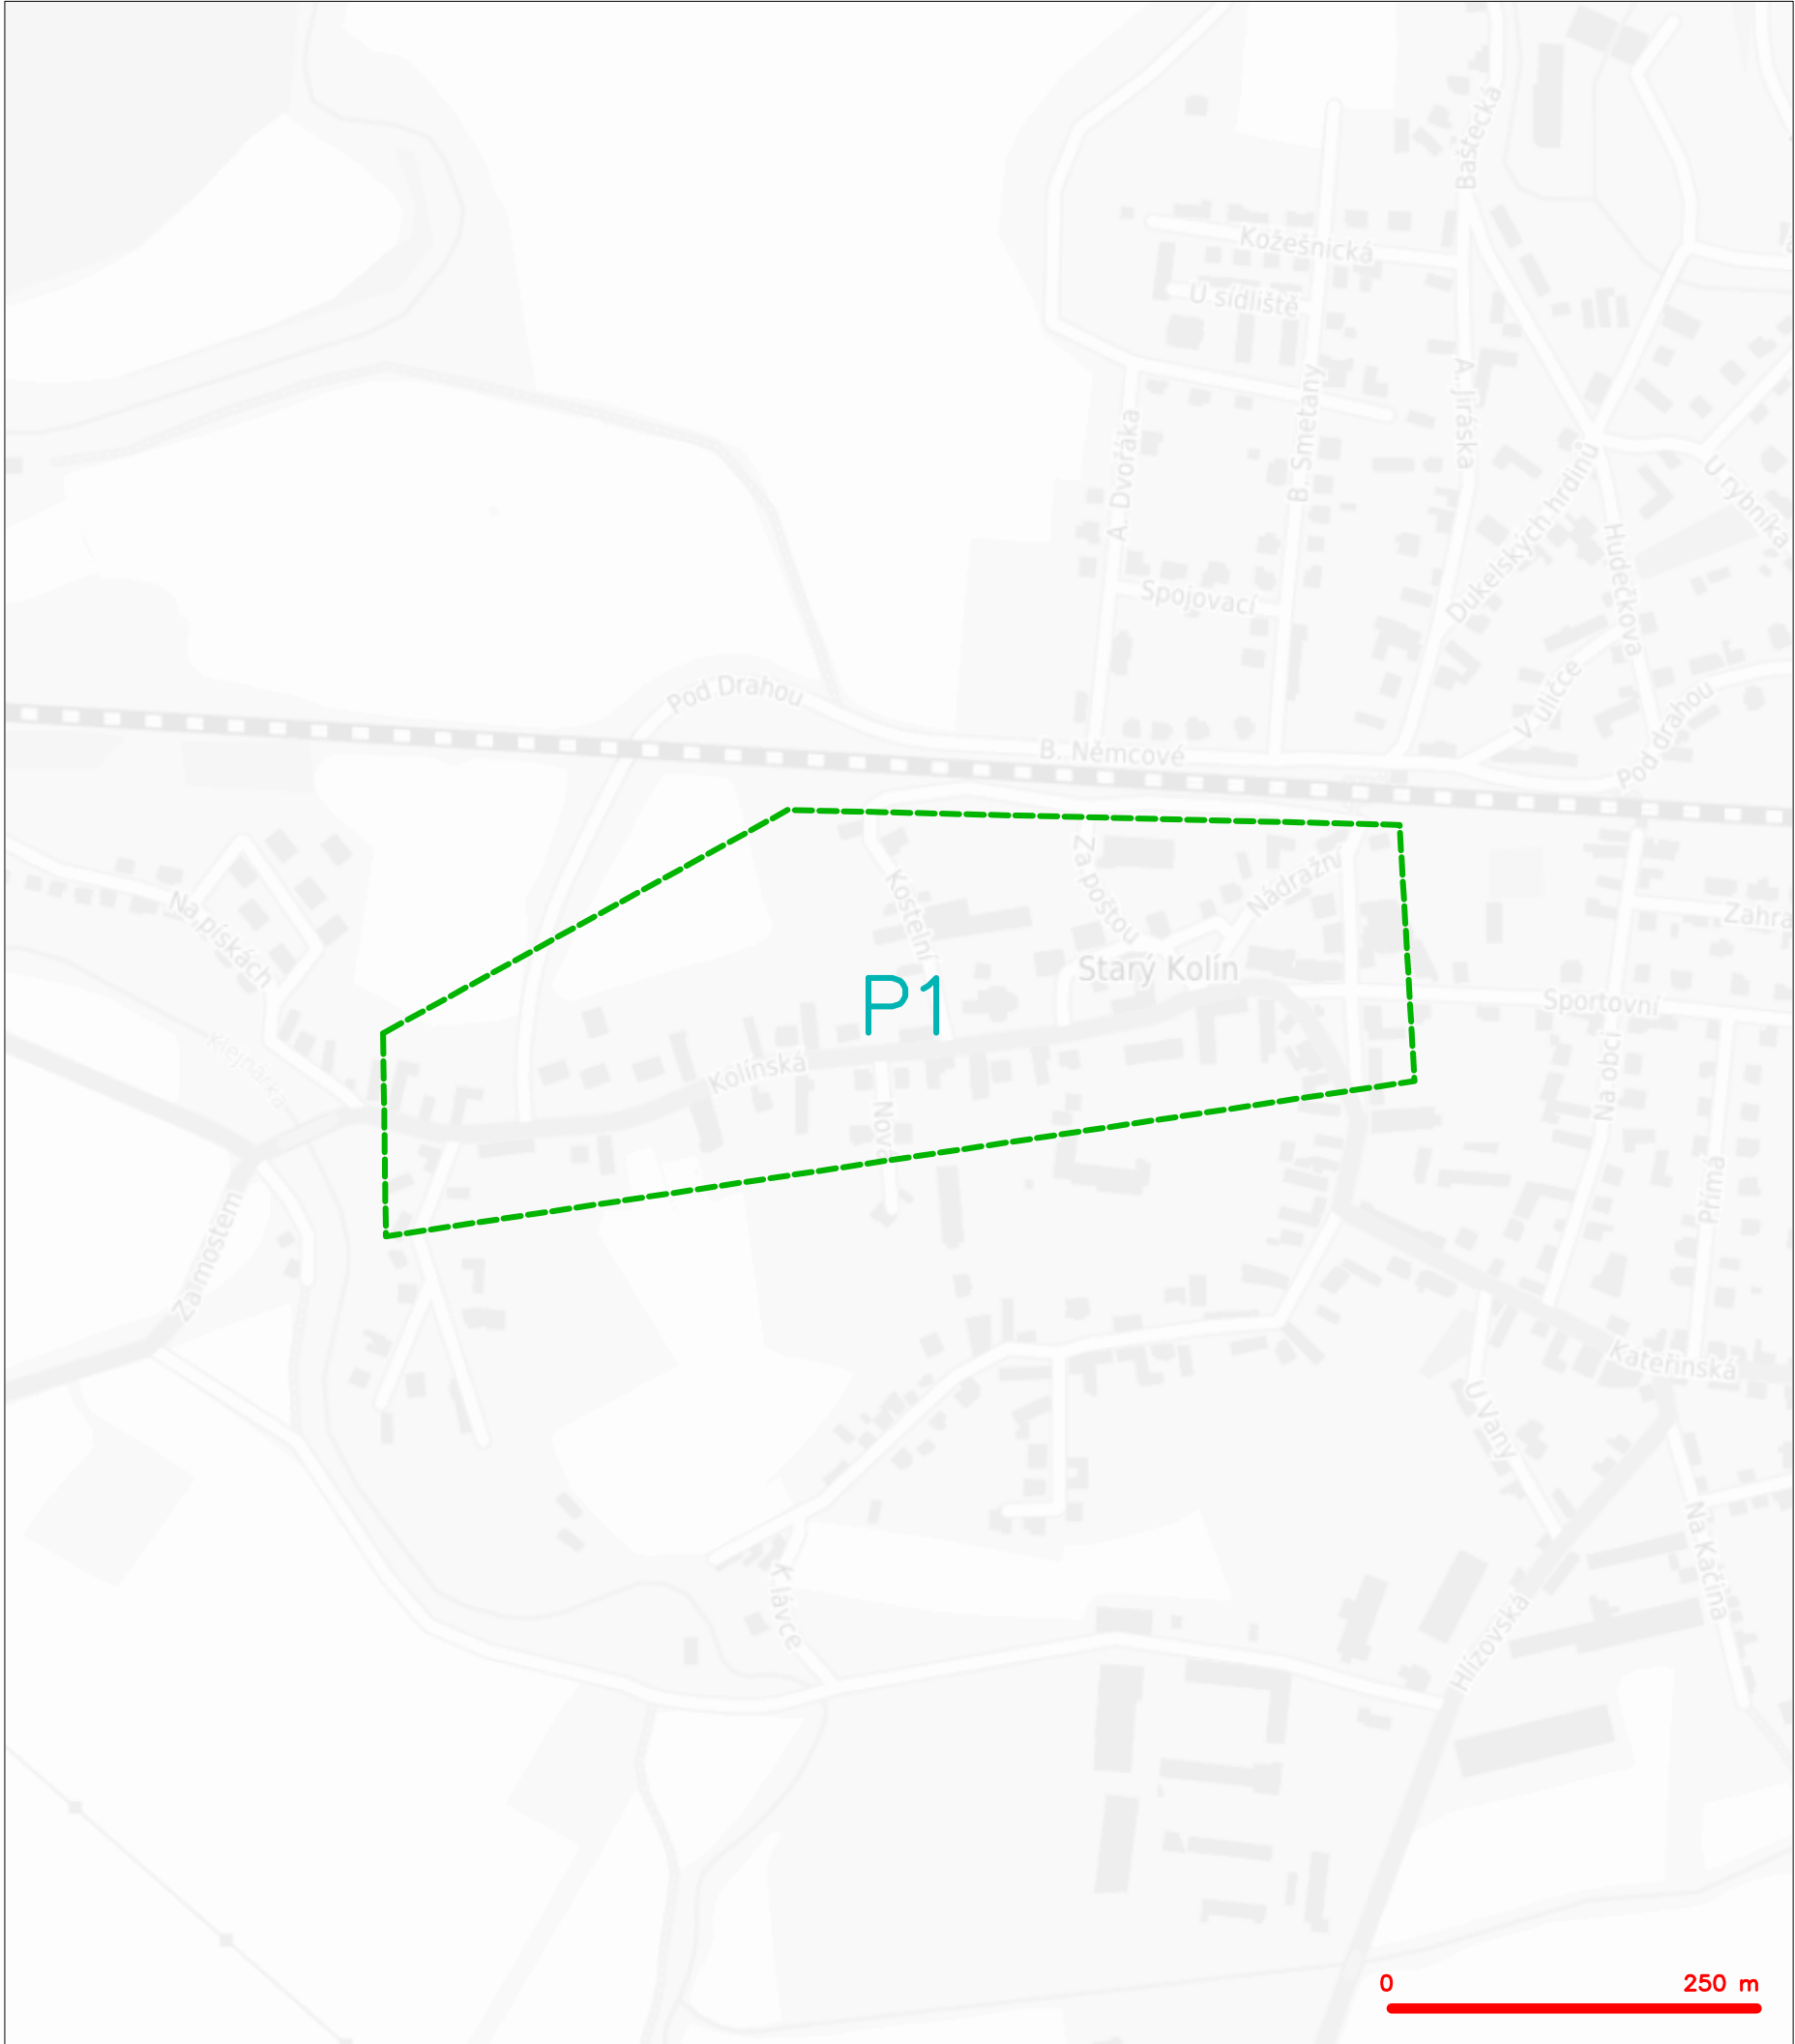 Baštecká
Kožešnická
U sídliště
A. Jiráska
B. Smetany
A. Dvořáka
Dukelských hrdinů
U rybníka
Hudečkova
Spojovací
V uličce
Pod Drahou
Pod drahou
B. Němcové
Za poštou
Nádražní
Kostelní
Na pískách
Zahra
Starý Kolín
P1
Sportovní
Klejnárka
Kolínská
Na obci
Nová
Přímá
Za mostem
Kateřinská
U Vany
Na Kačina
K lávce
Hlízovská
0 250 m